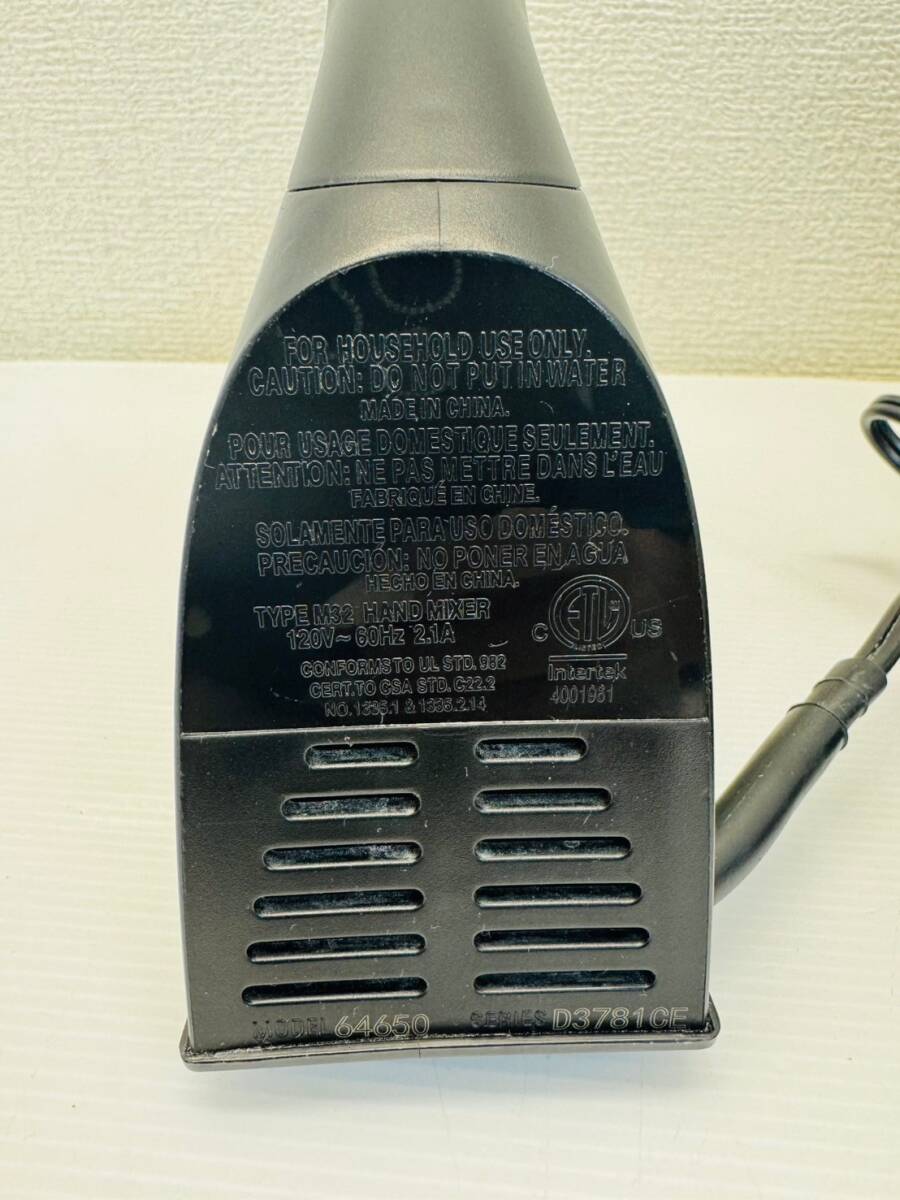 FOR HOUSEHOLD USE ONLY.
CAUTION: DO NOT PUT IN WATER
MADE IN CHINA.
POUR USAGE DOMESTIQUE SEULEMENT.
ATTENTION: NE PAS METTRE DANS L'EAU
FABRIQUÉ EN CHINE.
SOLAMENTE PARA USO DOMÉSTICO.
PRECAUCIÓN: NO PONER EN AGUA
HECHO EN CHINA.
TYPE M32 HAND MIXER
120V~ 60Hz 2.1A
CONFORMS TO UL STD. 982
CERT. TO CSA STD. C22.2
NO. 1335.1 & 1335.2.14
ETL
LISTED
C US
Intertek
4001961
MODEL 64650 SERIES D3781CE